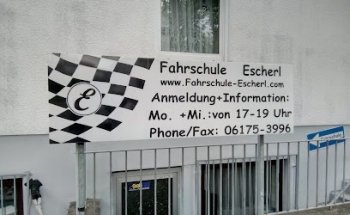 Fahrschule Escherl
www.Fahrschule-Escherl.com
Anmeldung+Information:
Mo. +Mi.:von 17-19 Uhr
Phone/Fax: 06175-3996
E